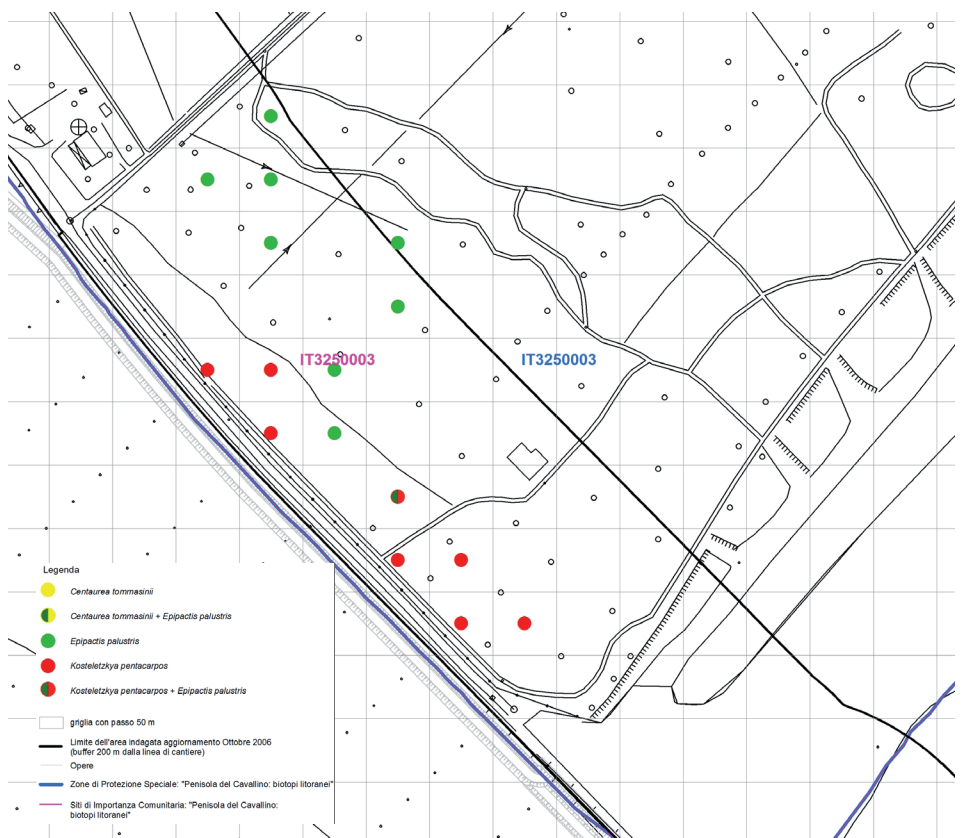 IT3250003
IT3250003
Legenda
Centaurea tommasinii
Centaurea tommasinii + Epipactis palustris
Epipactis palustris
Kosteletzkya pentacarpos
Kosteletzkya pentacarpos + Epipactis palustris
griglia con passo 50 m
Limite dell'area indagata aggiornamento Ottobre 2006
(buffer 200 m dalla linea di cantiere)
Opere
Zone di Protezione Speciale: "Penisola del Cavallino: biotopi litoranei"
Siti di Importanza Comunitaria: "Penisola del Cavallino:
biotopi litoranei"